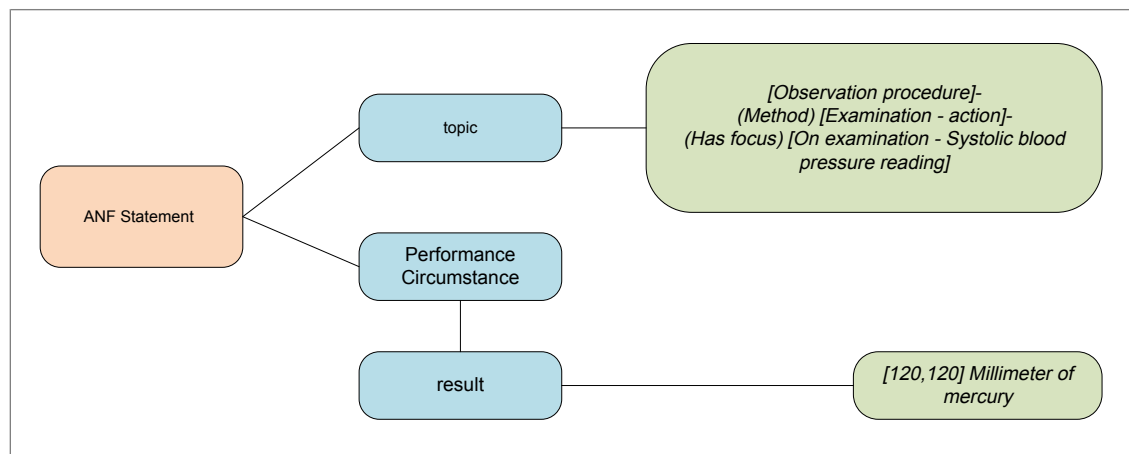 [Observation procedure]-
(Method) [Examination - action]-
(Has focus) [On examination - Systolic blood
pressure reading]
topic
ANF Statement
Performance
Circumstance
result
[120,120] Millimeter of
mercury